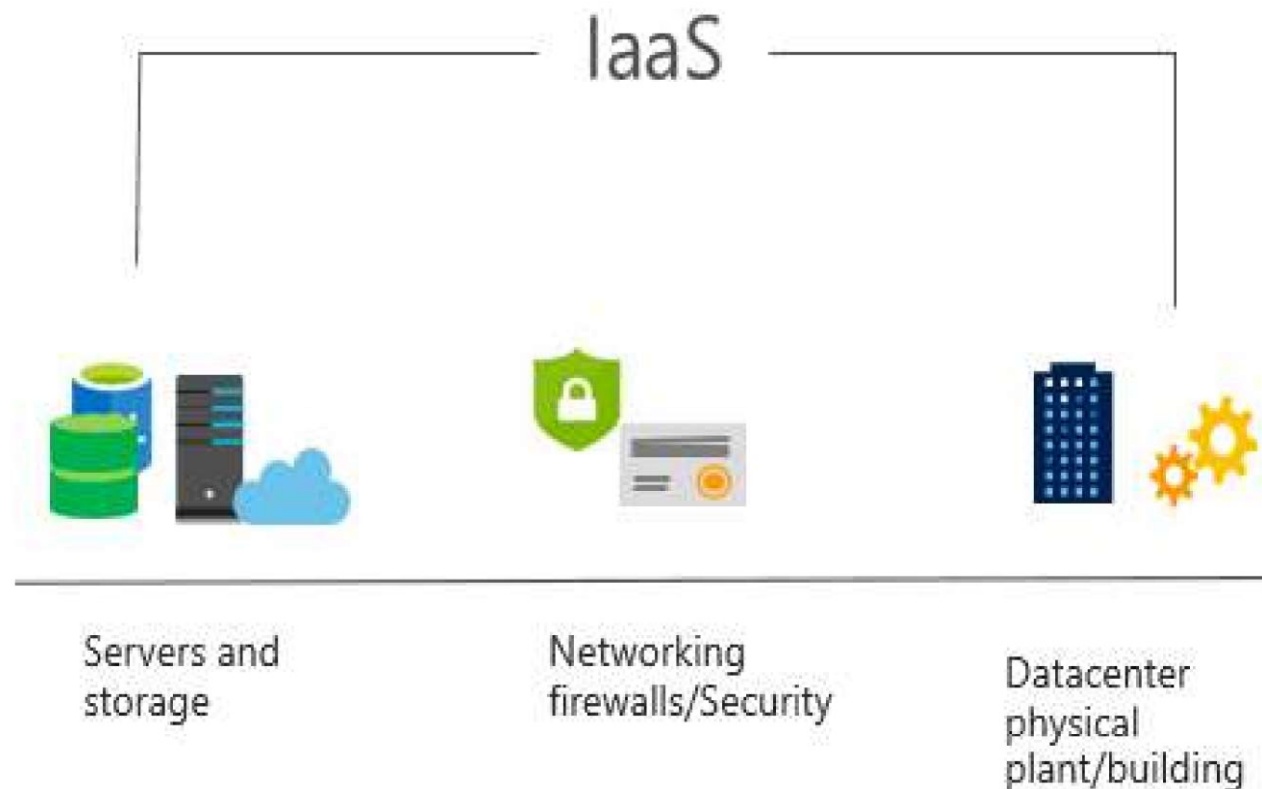 IaaS
Servers and
storage
Networking
firewalls/Security
Datacenter
physical
plant/building